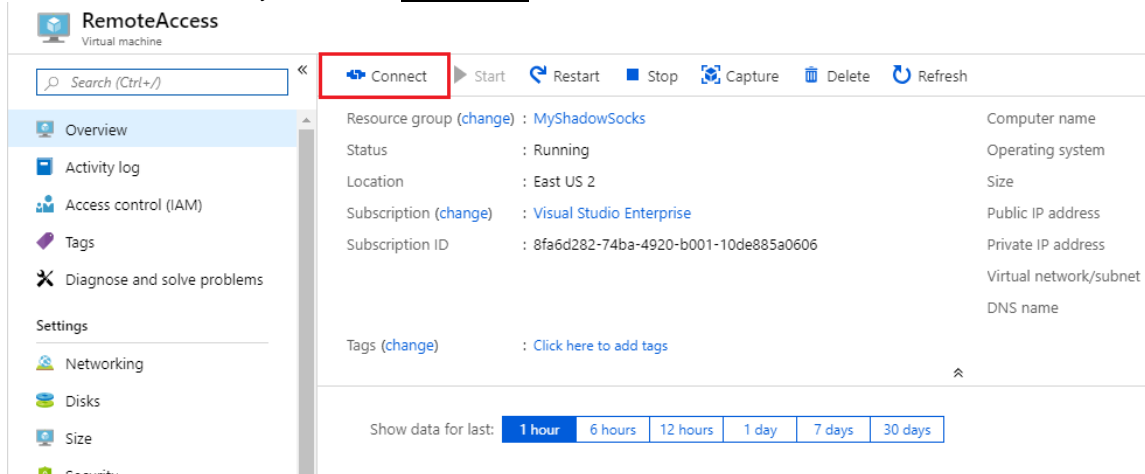 RemoteAccess
Virtual machine
Search (Ctrl+/)
«
Connect Start Restart Stop Capture Delete Refresh
Overview
Activity log
Access control (IAM)
Tags
Diagnose and solve problems
Settings
Networking
Disks
Size
Security
Resource group (change) : MyShadowSocks
Status : Running
Location : East US 2
Subscription (change) : Visual Studio Enterprise
Subscription ID : 8fa6d282-74ba-4920-b001-10de885a0606
Tags (change) : Click here to add tags
Computer name
Operating system
Size
Public IP address
Private IP address
Virtual network/subnet
DNS name
Show data for last: 1 hour 6 hours 12 hours 1 day 7 days 30 days